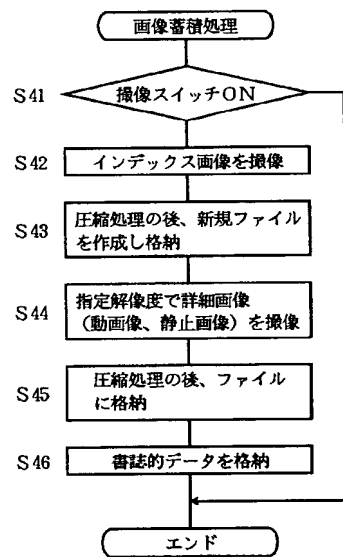 画像蓄積処理
S41
撮像スイッチON
S42
インデックス画像を撮像
S43
圧縮処理の後、新規ファイル
を作成し格納
S44
指定解像度で詳細画像
(動画像、静止画像)を撮像
S45
圧縮処理の後、ファイル
に格納
S46
書誌的データを格納
エンド